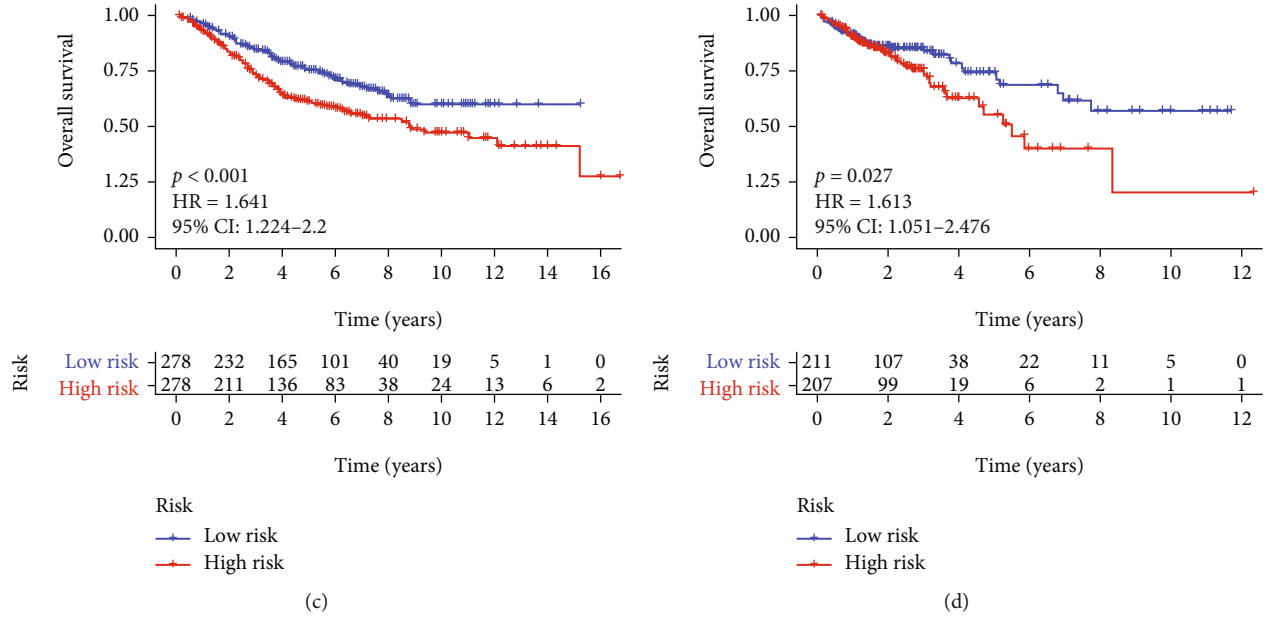 1.00
0.75
0.50
1.25
0.00
Overall survival
p < 0.001
HR = 1.641
95% CI: 1.224–2.2
0 2 4 6 8 10 12 14 16
Time (years)
Risk
Low risk 278 232 165 101 40 19 5 1 0
High risk 278 211 136 83 38 24 13 6 2
0 2 4 6 8 10 12 14 16
Time (years)
Risk
Low risk
High risk
(c)
1.00
0.75
0.50
1.25
0.00
Overall survival
p = 0.027
HR = 1.613
95% CI: 1.051–2.476
0 2 4 6 8 10 12
Time (years)
Risk
Low risk 211 107 38 22 11 5 0
High risk 207 99 19 6 2 1 1
0 2 4 6 8 10 12
Time (years)
Risk
Low risk
High risk
(d)